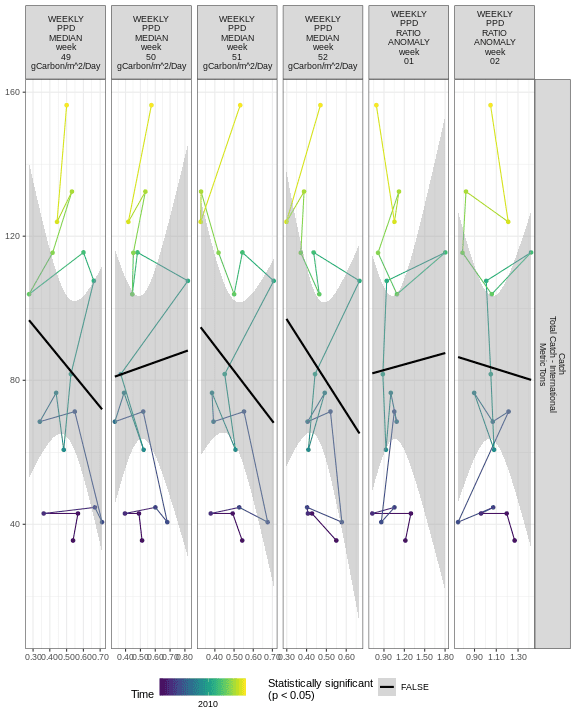 WEEKLY
PPD
MEDIAN
week
49
gCarbon/m^2/Day
WEEKLY
PPD
MEDIAN
week
50
gCarbon/m^2/Day
WEEKLY
PPD
MEDIAN
week
51
gCarbon/m^2/Day
WEEKLY
PPD
MEDIAN
week
52
gCarbon/m^2/Day
WEEKLY
PPD
RATIO
ANOMALY
week
01
WEEKLY
PPD
RATIO
ANOMALY
week
02
160
120
80
40
Catch
Total Catch - International
Metric Tons
0.30 0.40 0.50 0.60 0.70
0.40 0.50 0.60 0.70 0.80
0.40 0.50 0.60 0.70
0.30 0.40 0.50 0.60
0.90 1.20 1.50 1.80
0.90 1.10 1.30
Time
2010
Statistically significant
(p < 0.05)
FALSE